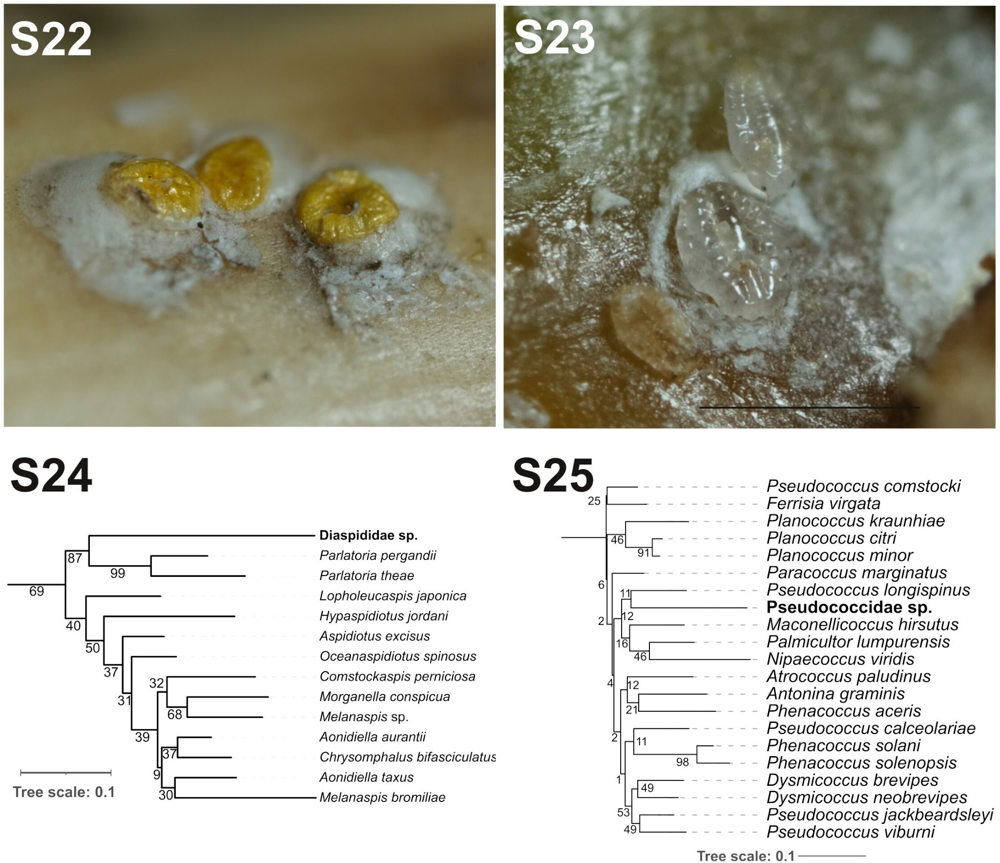 S22
S23
S24
Diaspididae sp.
Parlatoria pergandii
Parlatoria theae
Lopholeucaspis japonica
Hypaspidiotus jordani
Aspidiotus excisus
Oceanaspidiotus spinosus
Comstockaspis perniciosa
Morganella conspicua
Melanaspis sp.
Aonidiella aurantii
Chrysomphalus bifasciculatus
Aonidiella taxus
Melanaspis bromiliae
87
99
69
40
50
37
31
32
68
39
37
9
30
Tree scale: 0.1
S25
Pseudococcus comstocki
Ferrisia virgata
Planococcus kraunhiae
Planococcus citri
Planococcus minor
Paracoccus marginatus
Pseudococcus longispinus
Pseudococcidae sp.
Maconellicoccus hirsutus
Palmicultor lumpurensis
Nipaecoccus viridis
Atrococcus paludinus
Antonina graminis
Phenacoccus aceris
Pseudococcus calceolariae
Phenacoccus solani
Phenacoccus solenopsis
Dysmicoccus brevipes
Dysmicoccus neobrevipes
Pseudococcus jackbeardsleyi
Pseudococcus viburni
25
46
91
6
11
12
2
16
46
4
12
21
2
11
98
1
49
53
49
Tree scale: 0.1